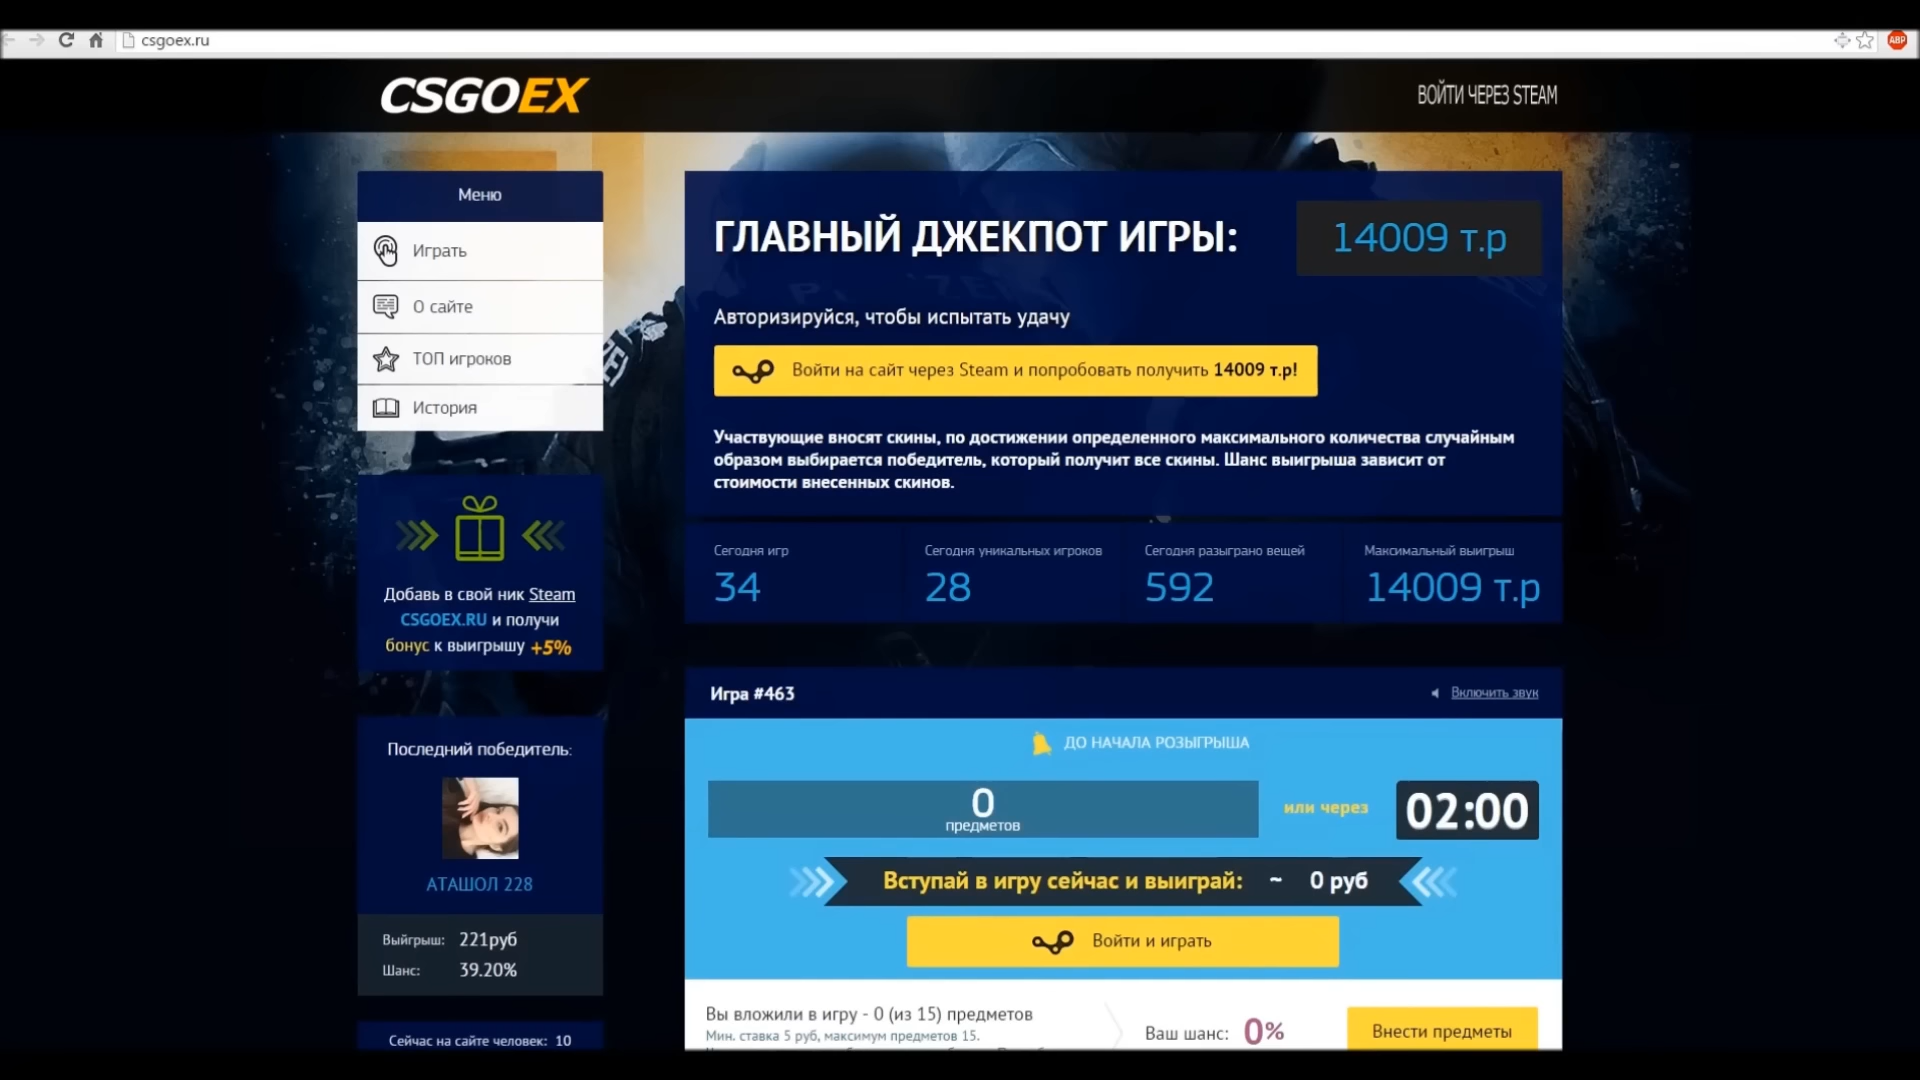 csgoex.ru
ABP
CSGOEX
ВОЙТИ ЧЕРЕЗ STEAM
Меню
Играть
О сайте
ТОП игроков
История
Добавь в свой ник Steam
CSGOEX.RU и получи
бонус к выигрышу +5%
Последний победитель:
АТАШОЛ 228
Выйгрыш: 221руб
Шанс: 39.20%
Сейчас на сайте человек: 10
ГЛАВНЫЙ ДЖЕКПОТ ИГРЫ: 14009 т.р
Авторизируйся, чтобы испытать удачу
Войти на сайт через Steam и попробовать получить 14009 т.р!
Участвующие вносят скины, по достижении определенного максимального количества случайным
образом выбирается победитель, который получит все скины. Шанс выигрыша зависит от
стоимости внесенных скинов.
Сегодня игр
34
Сегодня уникальных игроков
28
Сегодня разыграно вещей
592
Максимальный выигрыш
14009 т.р
Игра #463
Включить звук
ДО НАЧАЛА РОЗЫГРЫША
0
предметов
или через
02:00
Вступай в игру сейчас и выиграй: ~ 0 руб
Войти и играть
Вы вложили в игру - 0 (из 15) предметов
Мин. ставка 5 руб, максимум предметов 15.
Ваш шанс: 0%
Внести предметы